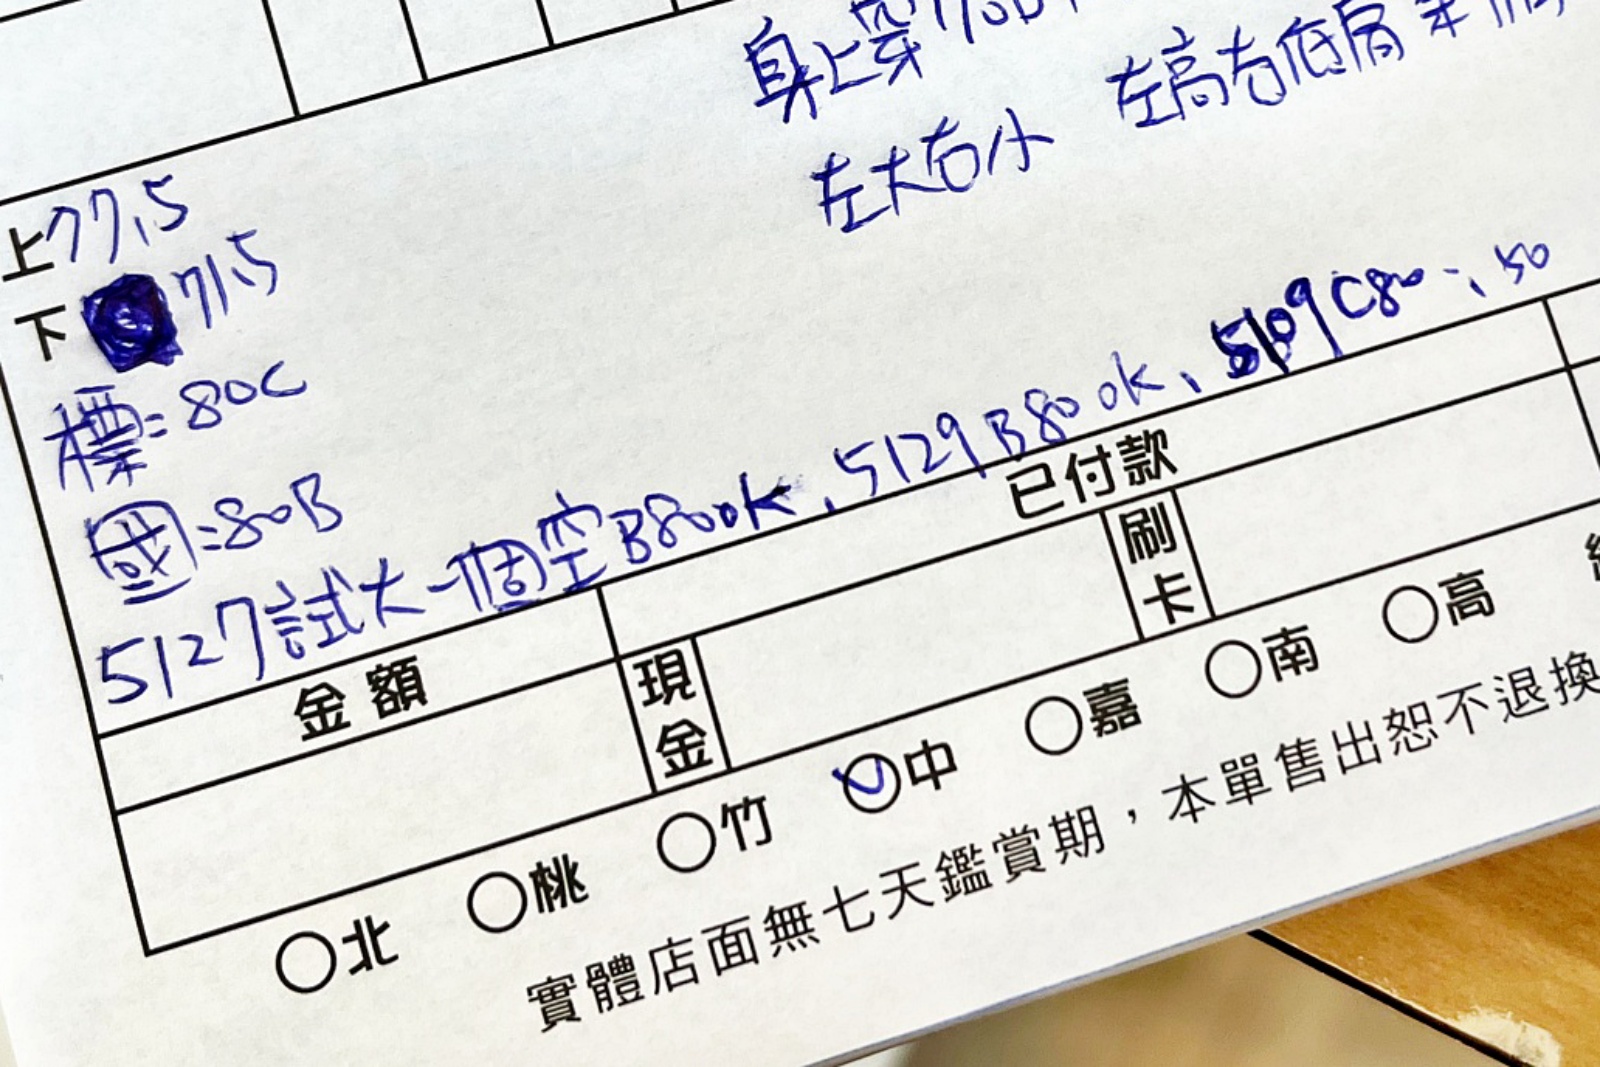 身上穿
左高右低肩
左大右小
上77.5
下 71.5
標:80C
國:80B
5127試大一個空B80ok、5129B80ok、5109C80
已付款
金額
現金
刷卡
北 桃 竹 中 嘉 南 高
實體店面無七天鑑賞期，本單售出恕不退換